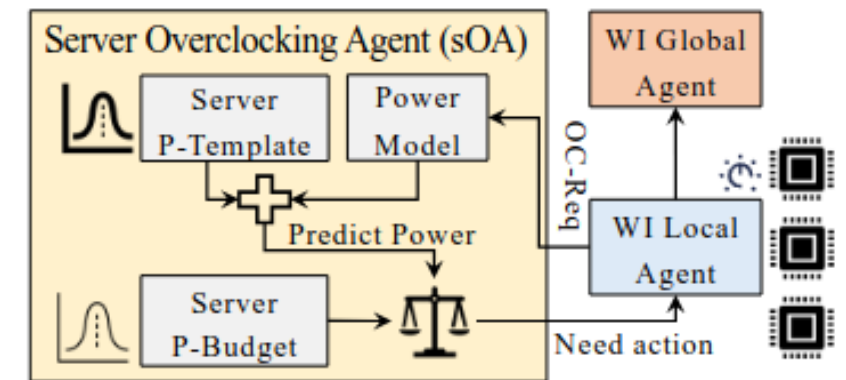 Server Overclocking Agent (sOA)
Server
P-Template
Power
Model
Predict Power
Server
P-Budget
OC-Req
WI Global
Agent
WI Local
Agent
Need action